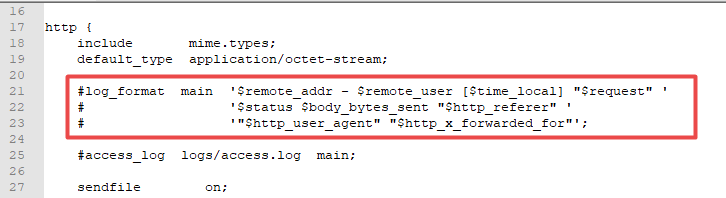 16
17 http {
18     include       mime.types;
19     default_type  application/octet-stream;
20
21     #log_format  main  '$remote_addr - $remote_user [$time_local] "$request" '
22     #                  '$status $body_bytes_sent "$http_referer" '
23     #                  '"$http_user_agent" "$http_x_forwarded_for"';
24
25     #access_log  logs/access.log  main;
26
27     sendfile        on;